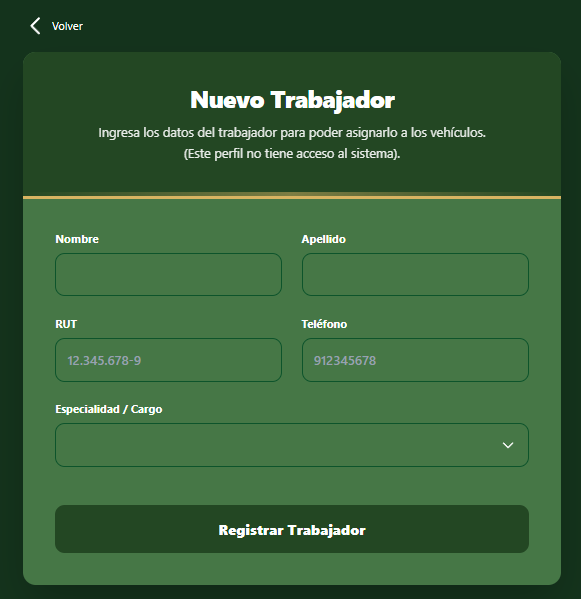 Volver
Nuevo Trabajador
Ingresa los datos del trabajador para poder asignarlo a los vehículos.
(Este perfil no tiene acceso al sistema).
Nombre
Apellido
RUT
Teléfono
12.345.678-9
912345678
Especialidad / Cargo
Registrar Trabajador